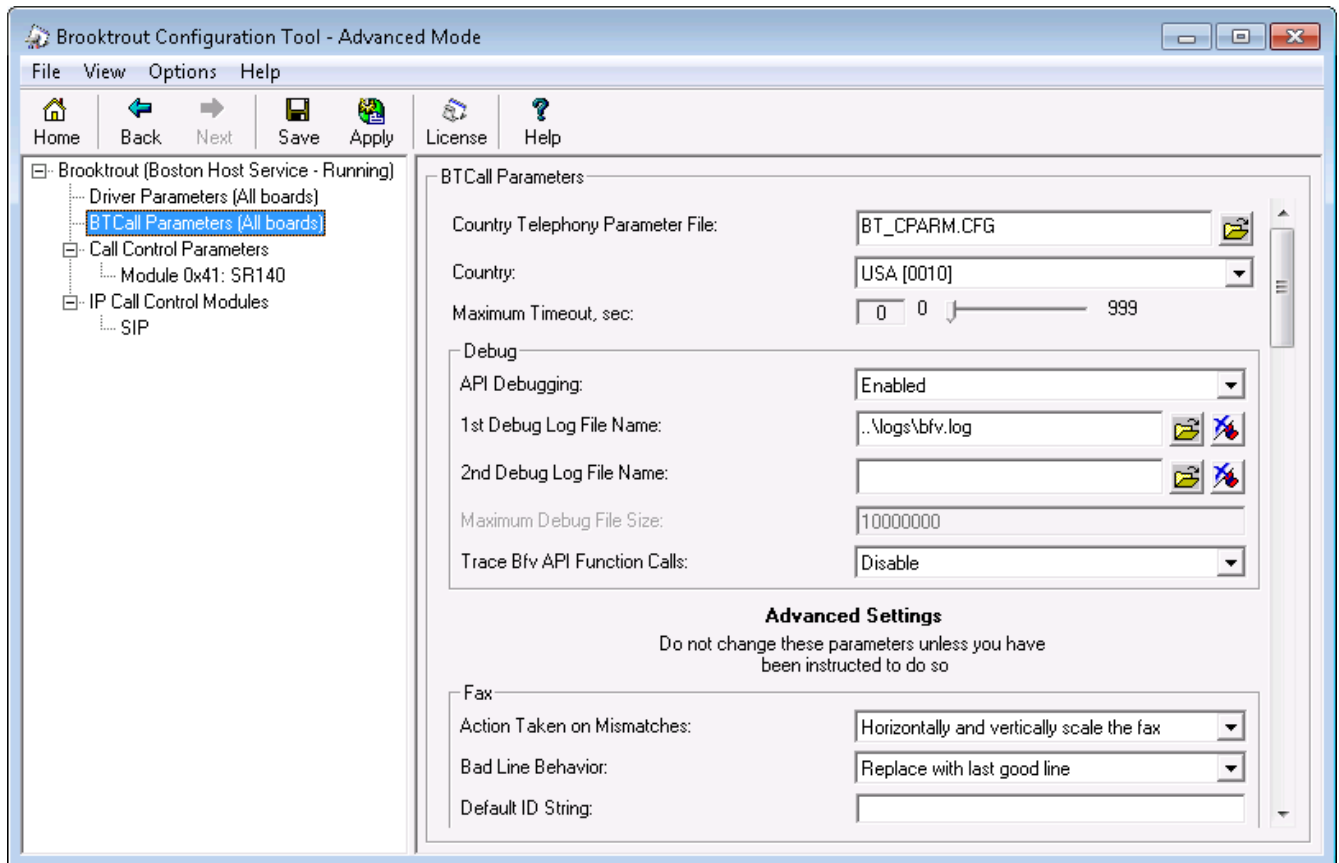 Brooktrout Configuration Tool - Advanced Mode
File View Options Help
Home Back Next Save Apply License Help
Brooktrout (Boston Host Service - Running)
Driver Parameters (All boards)
BTCall Parameters (All boards)
Call Control Parameters
Module 0x41: SR140
IP Call Control Modules
SIP
BTCall Parameters
Country Telephony Parameter File: BT_CPARM.CFG
Country: USA [0010]
Maximum Timeout, sec: 0 0 999
Debug
API Debugging: Enabled
1st Debug Log File Name: ..\logs\bfv.log
2nd Debug Log File Name:
Maximum Debug File Size: 10000000
Trace Bfv API Function Calls: Disable
Advanced Settings
Do not change these parameters unless you have
been instructed to do so
Fax
Action Taken on Mismatches: Horizontally and vertically scale the fax
Bad Line Behavior: Replace with last good line
Default ID String: